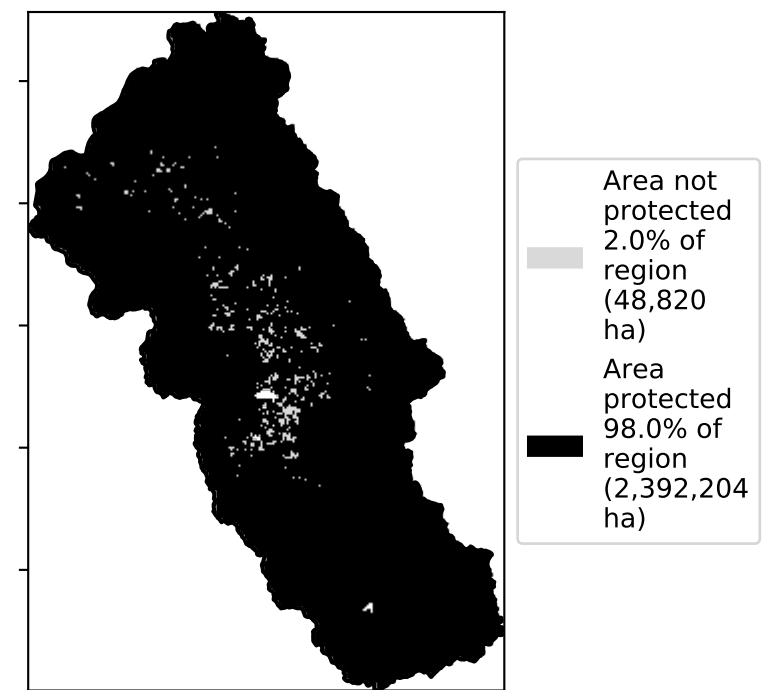 Area not
protected
2.0% of
region
(48,820
ha)
Area
protected
98.0% of
region
(2,392,204
ha)